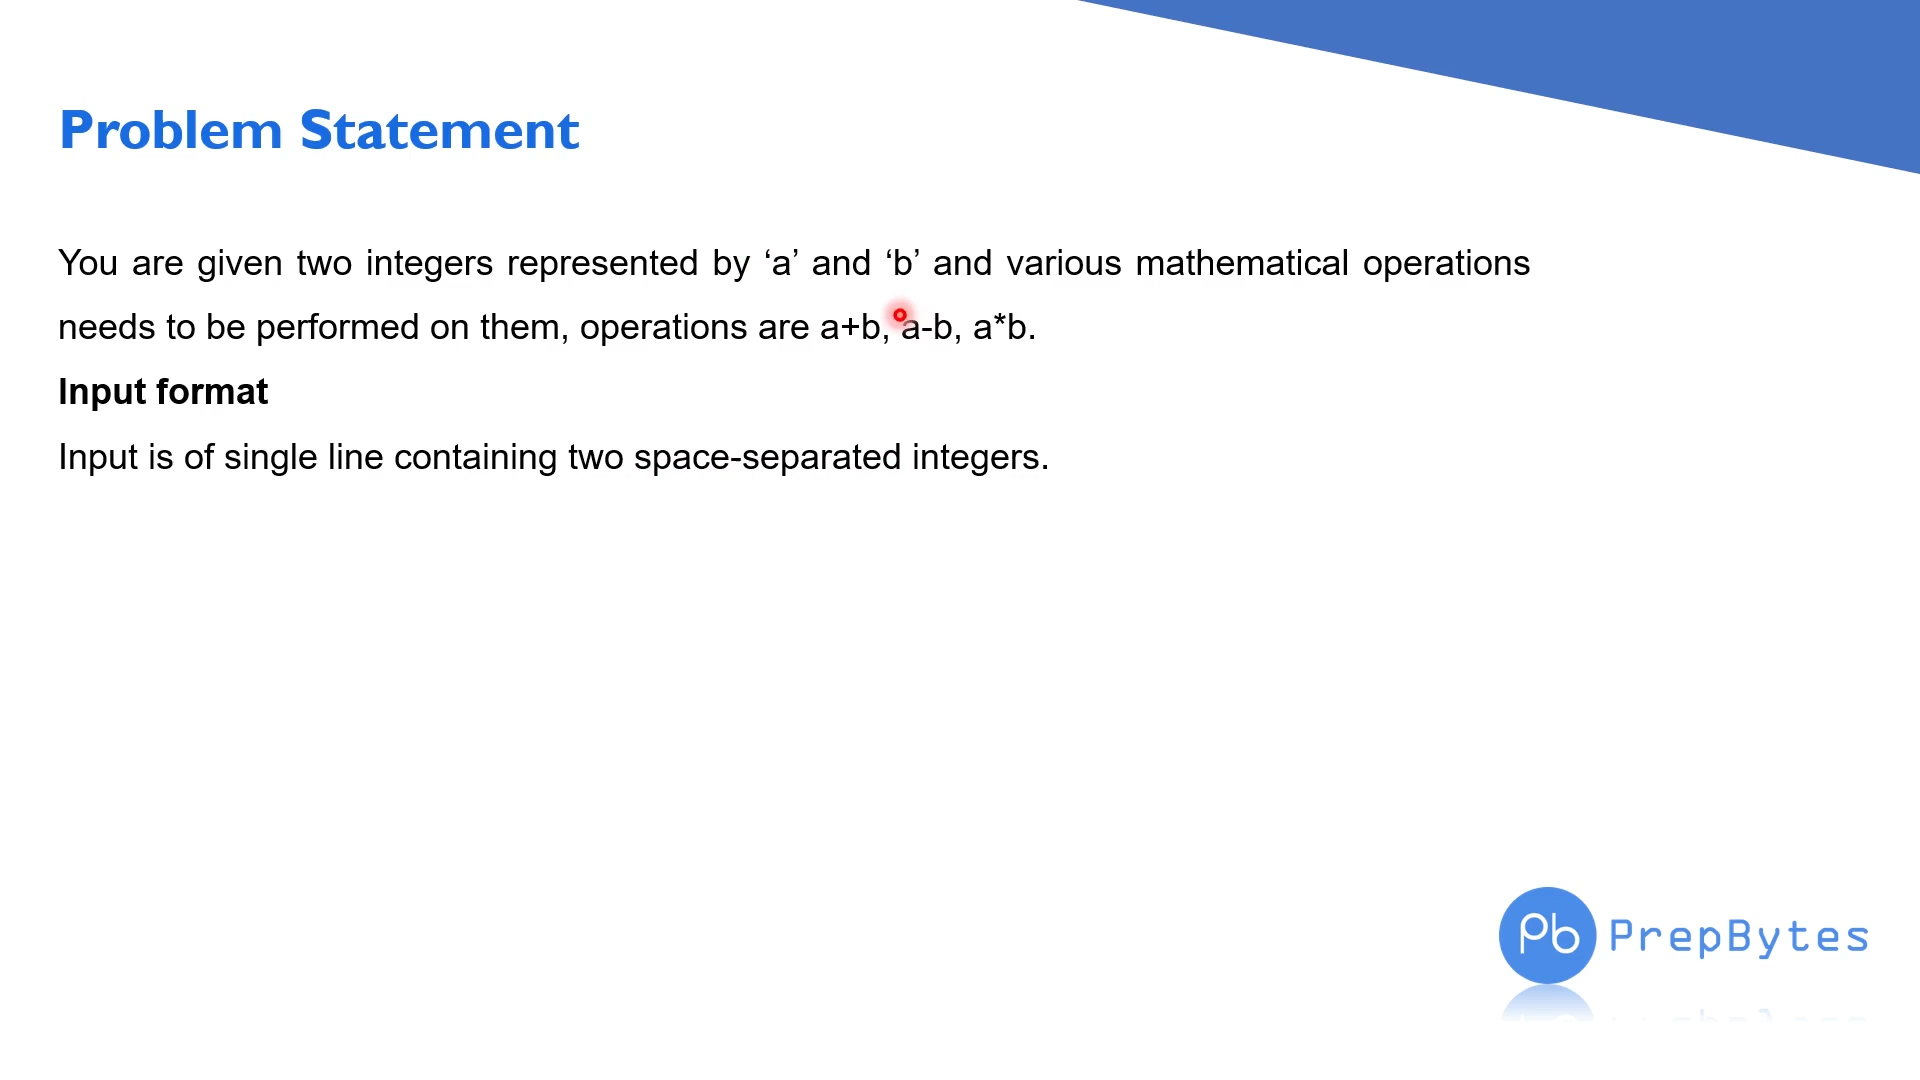 Problem Statement
You are given two integers represented by ‘a’ and ‘b’ and various mathematical operations
needs to be performed on them, operations are a+b, a-b, a*b.
Input format
Input is of single line containing two space-separated integers.
Pb PrepBytes